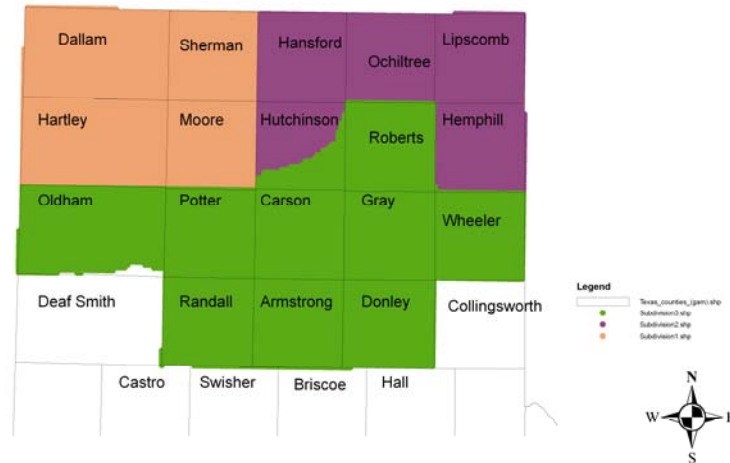 Dallam Sherman Hansford Ochiltree Lipscomb
Hartley Moore Hutchinson Roberts Hemphill
Oldham Potter Carson Gray Wheeler
Deaf Smith Randall Armstrong Donley Collingsworth
Castro Swisher Briscoe Hall
Legend
Texas_counties_(gam).shp
Subdivision3.shp
Subdivision2.shp
Subdivision1.shp
N
W
S